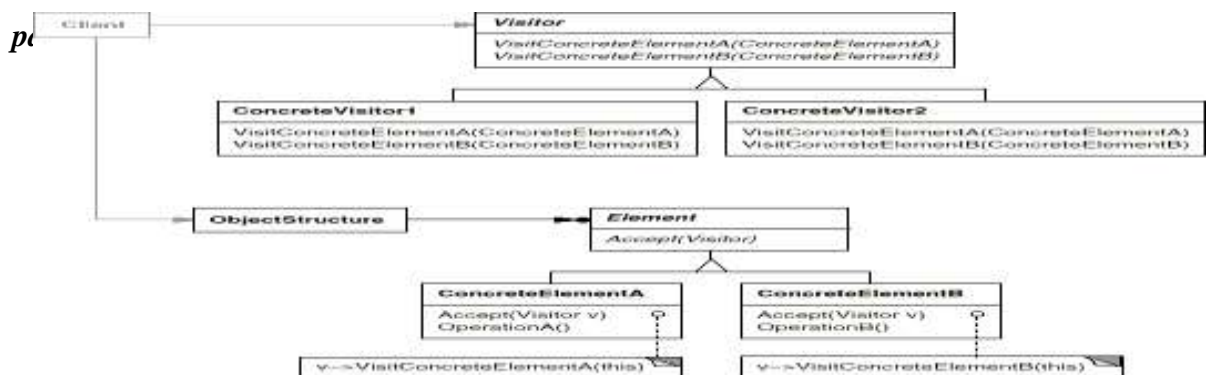 Client
Visitor
VisitConcreteElementA(ConcreteElementA)
VisitConcreteElementB(ConcreteElementB)
ConcreteVisitor1
VisitConcreteElementA(ConcreteElementA)
VisitConcreteElementB(ConcreteElementB)
ConcreteVisitor2
VisitConcreteElementA(ConcreteElementA)
VisitConcreteElementB(ConcreteElementB)
ObjectStructure
Element
Accept(Visitor)
ConcreteElementA
Accept(Visitor v)
OperationA()
ConcreteElementB
Accept(Visitor v)
OperationB()
v-->VisitConcreteElementA(this)
v-->VisitConcreteElementB(this)